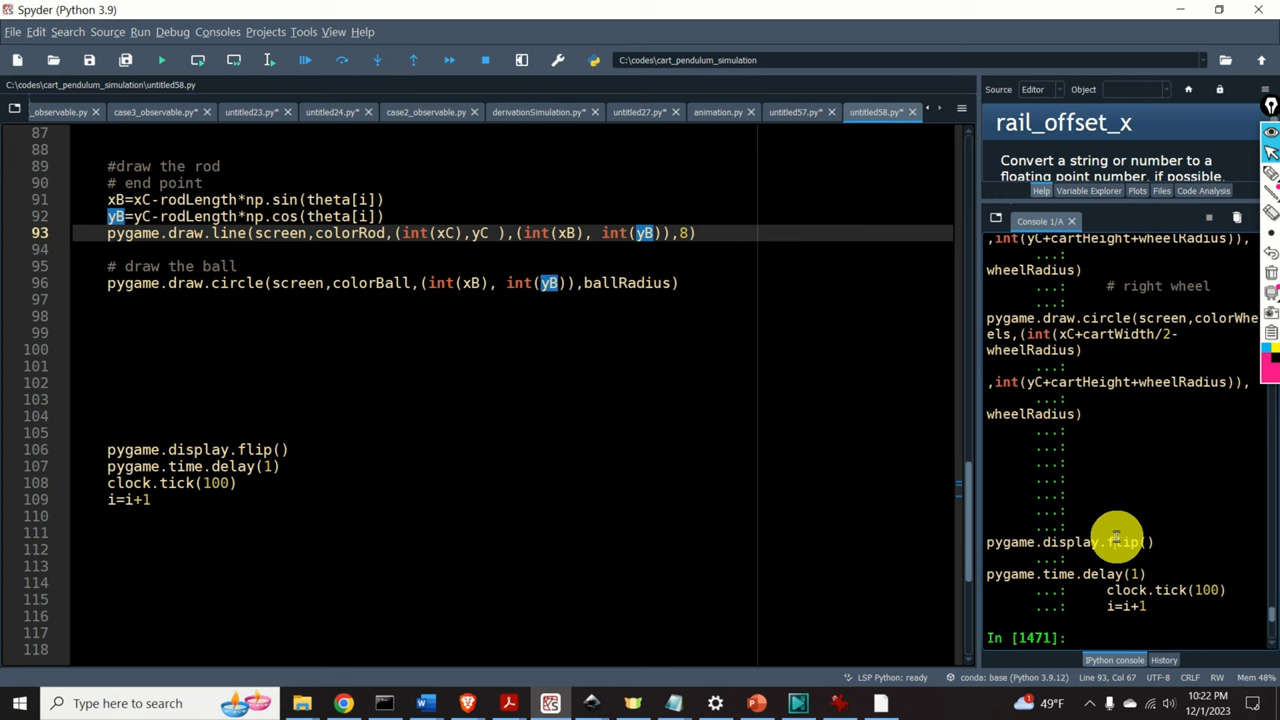 Spyder (Python 3.9)
File Edit Search Source Run Debug Consoles Projects Tools View Help
C:\codes\cart_pendulum_simulation
C:\codes\cart_pendulum_simulation\untitled58.py
_observable.py case3_observable.py* untitled23.py* untitled24.py* case2_observable.py derivationSimulation.py* untitled27.py* animation.py untitled57.py* untitled58.py*
87
88
89 #draw the rod
90 # end point
91 xB=xC-rodLength*np.sin(theta[i])
92 yB=yC-rodLength*np.cos(theta[i])
93 pygame.draw.line(screen,colorRod,(int(xC),yC ),(int(xB), int(yB)),8)
94
95 # draw the ball
96 pygame.draw.circle(screen,colorBall,(int(xB), int(yB)),ballRadius)
97
98
99
100
101
102
103
104
105
106 pygame.display.flip()
107 pygame.time.delay(1)
108 clock.tick(100)
109 i=i+1
110
111
112
113
114
115
116
117
118
Source Editor Object
rail_offset_x
Convert a string or number to a
floating point number, if possible.
Help Variable Explorer Plots Files Code Analysis
Console 1/A
,int(yC+cartHeight+wheelRadius)),
...:
wheelRadius)
...: # right wheel
...:
pygame.draw.circle(screen,colorWhe
els,(int(xC+cartWidth/2-
wheelRadius)
...:
,int(yC+cartHeight+wheelRadius)),
...:
wheelRadius)
...:
...:
...:
...:
...:
...:
...:
pygame.display.flip()
...:
pygame.time.delay(1)
...: clock.tick(100)
...: i=i+1
In [1471]:
IPython console History
LSP Python: ready conda: base (Python 3.9.12) Line 93, Col 67 UTF-8 CRLF RW Mem 48%
Type here to search
49°F
10:22 PM
12/1/2023